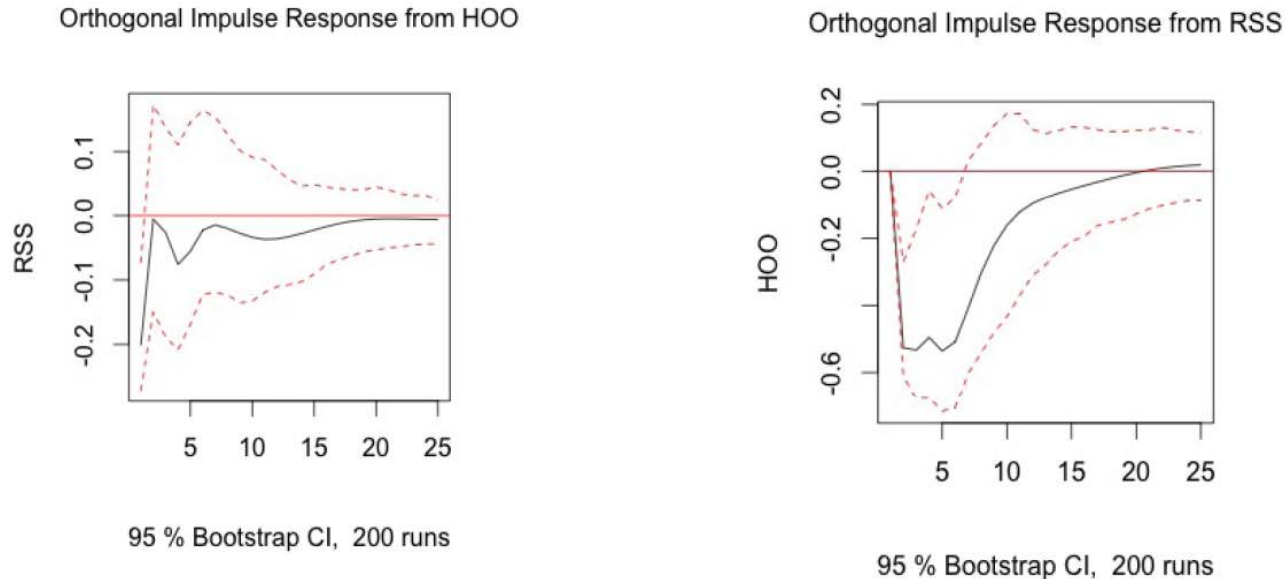 Orthogonal Impulse Response from HOO
RSS
0.1
0.0
-0.1
-0.2
5 10 15 20 25
95 % Bootstrap CI, 200 runs
Orthogonal Impulse Response from RSS
HOO
0.2
0.0
-0.2
-0.6
5 10 15 20 25
95 % Bootstrap CI, 200 runs